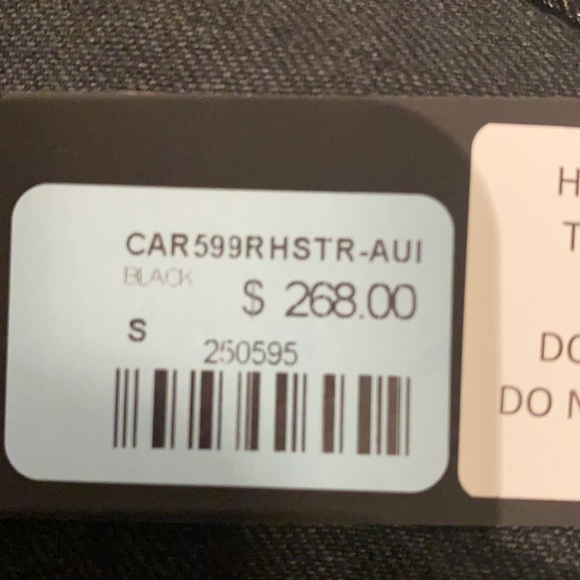 CAR599RHSTR-AUI
BLACK
$ 268.00
S
250595
H
T
DO
DO N